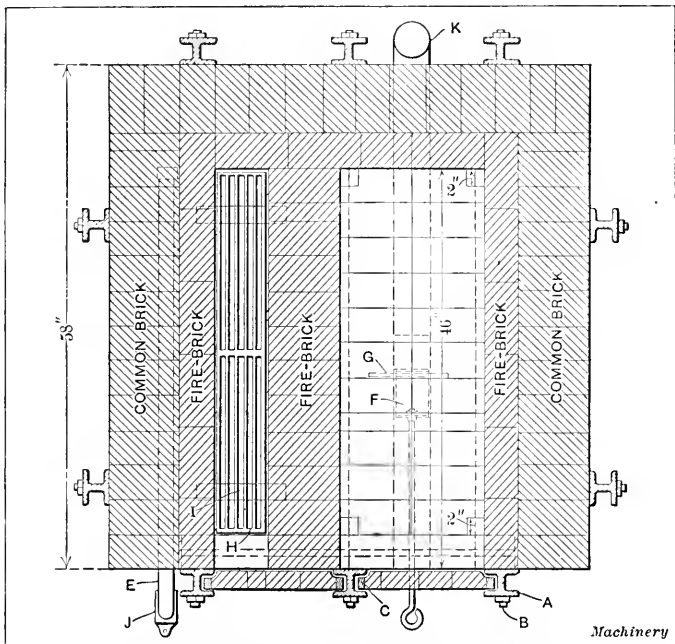 K
2"
58"
COMMON BRICK
FIRE-BRICK
FIRE-BRICK
46"
FIRE-BRICK
COMMON BRICK
G
F
I
H
2"
E
J
C
A
B
Machinery